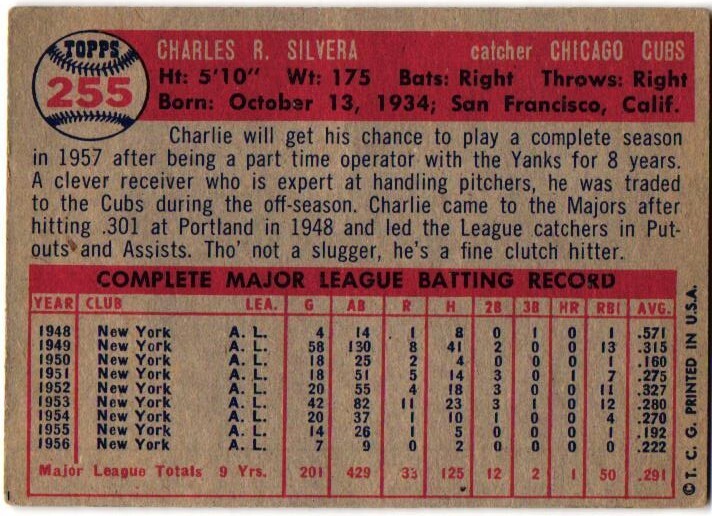 TOPPS
255
CHARLES R. SILVERA catcher CHICAGO CUBS
Ht: 5'10" Wt: 175 Bats: Right Throws: Right
Born: October 13, 1934; San Francisco, Calif.
Charlie will get his chance to play a complete season
in 1957 after being a part time operator with the Yanks for 8 years.
A clever receiver who is expert at handling pitchers, he was traded
to the Cubs during the off-season. Charlie came to the Majors after
hitting .301 at Portland in 1948 and led the League catchers in Put-
outs and Assists. Tho' not a slugger, he's a fine clutch hitter.
COMPLETE MAJOR LEAGUE BATTING RECORD
YEAR CLUB LEA. G AB R H 2B 3B HR RBI AVG.
1948 New York A. L. 4 14 1 8 0 1 0 1 .571
1949 New York A. L. 58 130 8 41 2 0 0 13 .315
1950 New York A. L. 18 25 2 4 0 0 0 1 .160
1951 New York A. L. 18 51 5 14 3 0 0 7 .275
1952 New York A. L. 20 55 4 18 3 0 0 11 .327
1953 New York A. L. 42 82 11 23 3 1 0 12 .280
1954 New York A. L. 20 37 1 10 1 0 0 4 .270
1955 New York A. L. 14 26 1 5 0 0 0 1 .192
1956 New York A. L. 7 9 0 2 0 0 0 0 .222
Major League Totals 9 Yrs. 201 429 33 125 12 2 1 50 .291
© T. C. G. PRINTED IN U.S.A.